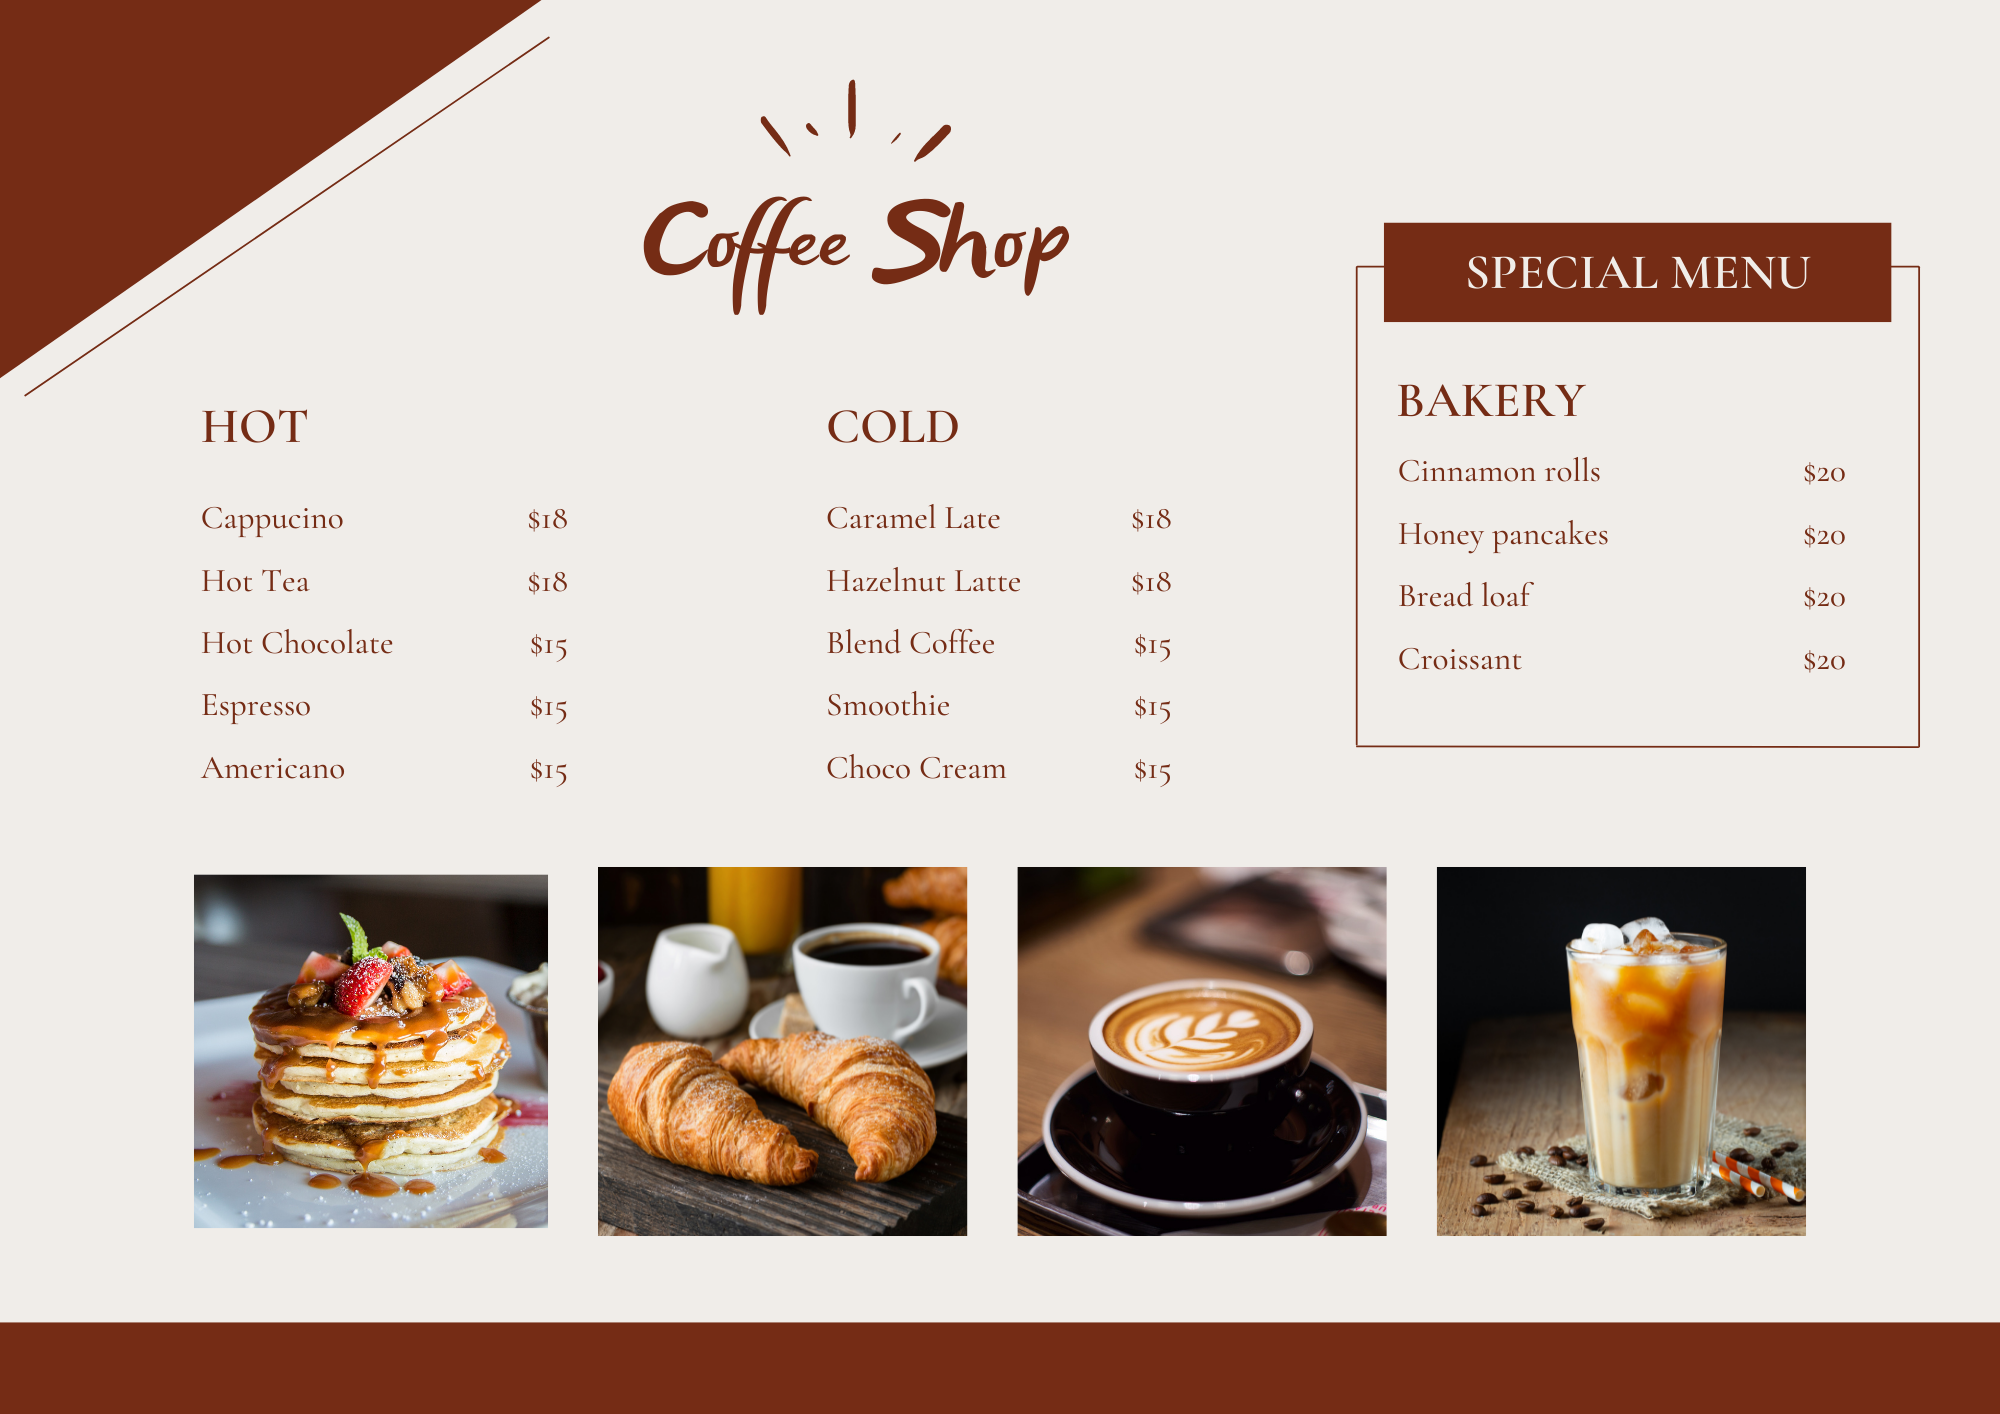 Coffee Shop
HOT
Cappucino $18
Hot Tea $18
Hot Chocolate $15
Espresso $15
Americano $15
COLD
Caramel Late $18
Hazelnut Latte $18
Blend Coffee $15
Smoothie $15
Choco Cream $15
SPECIAL MENU
BAKERY
Cinnamon rolls $20
Honey pancakes $20
Bread loaf $20
Croissant $20